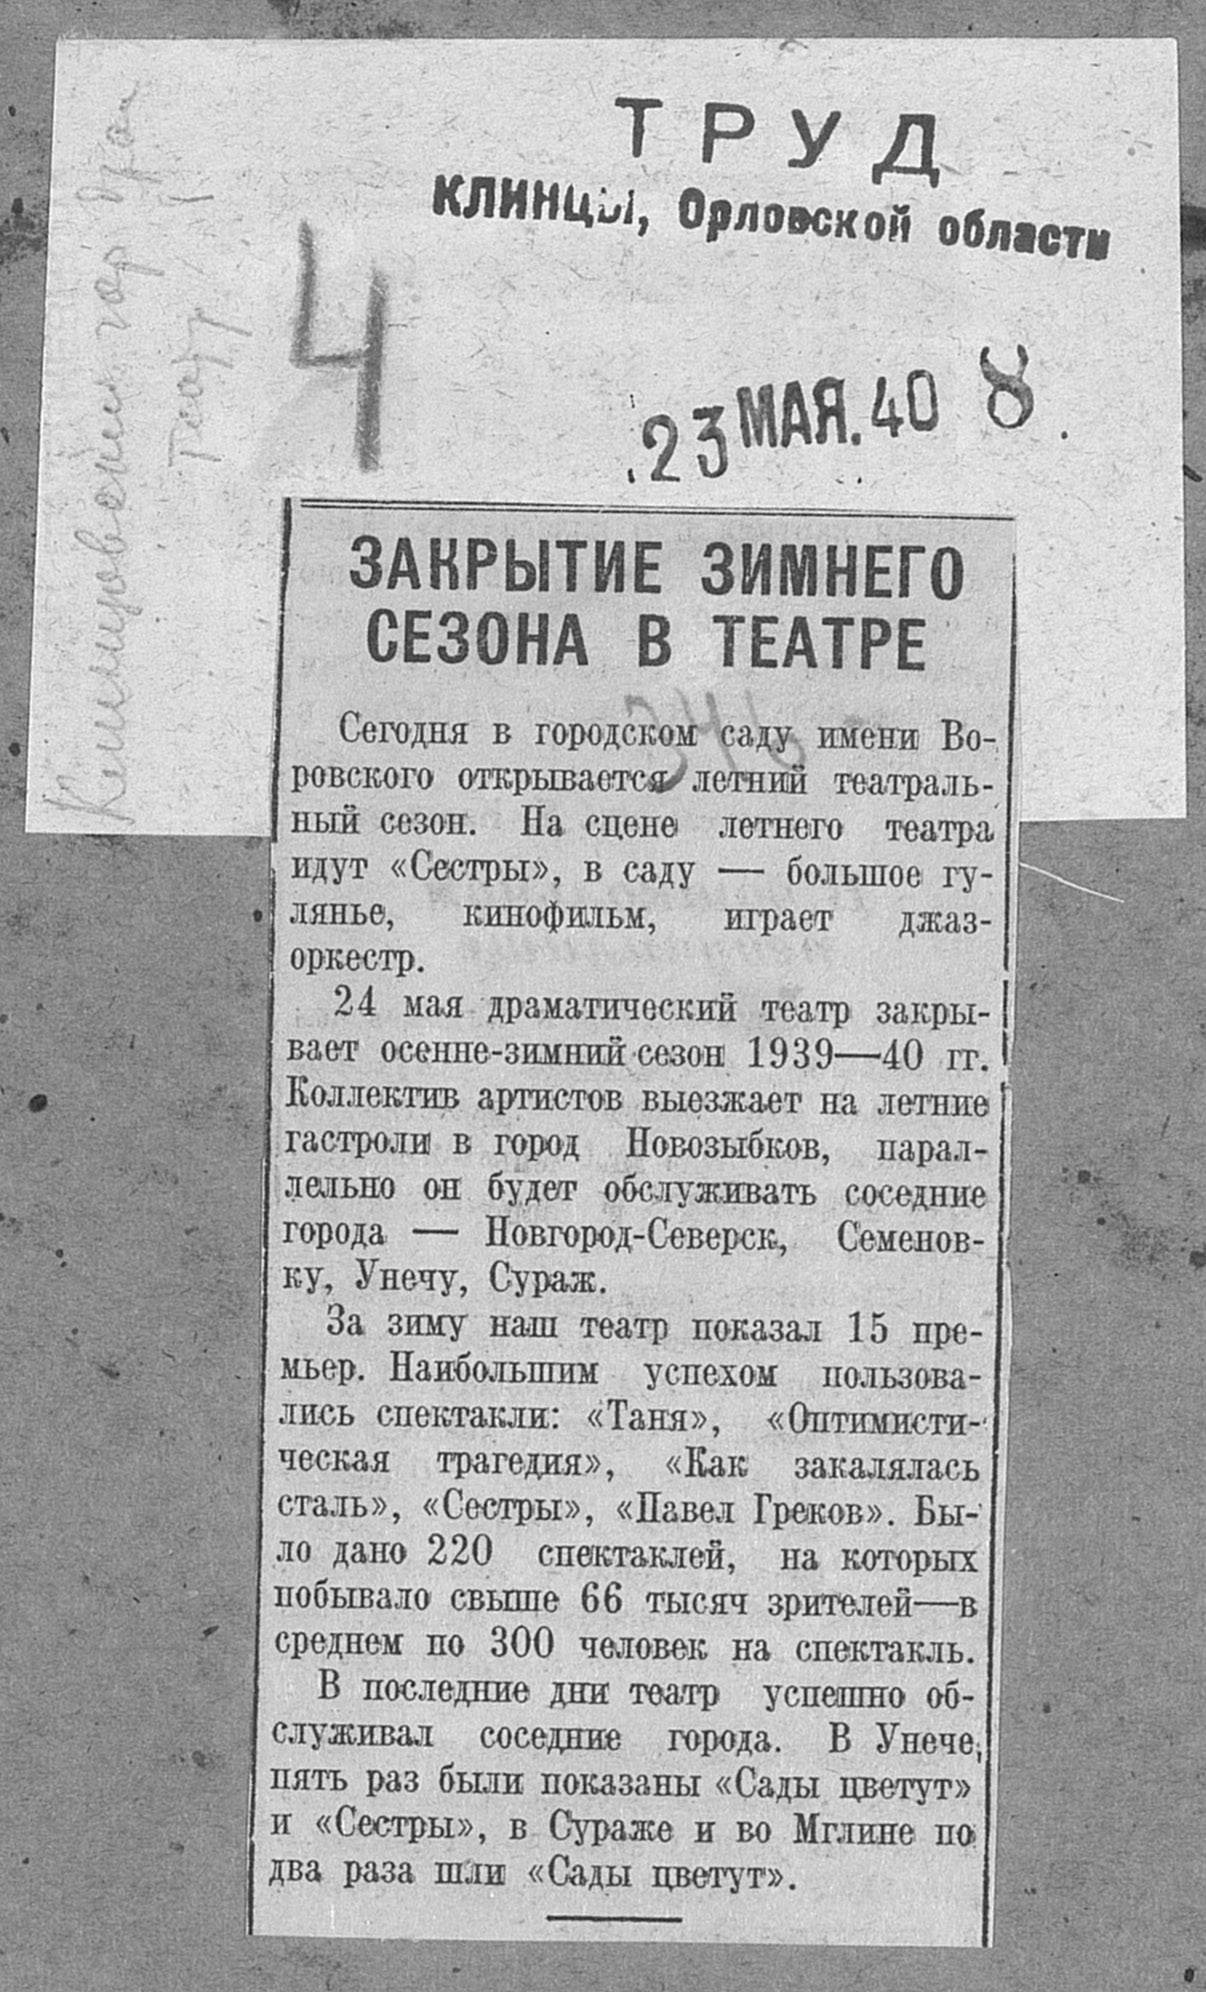 ТРУД
КЛИНЦЫ, Орловской области
4
23 МАЯ. 40 8
ЗАКРЫТИЕ ЗИМНЕГО
СЕЗОНА В ТЕАТРЕ
Сегодня в городском саду имени Во-
ровского открывается летний театраль-
ный сезон. На сцене летнего театра
идут «Сестры», в саду — большое гу-
лянье, кинофильм, играет джаз-
оркестр.
24 мая драматический театр закры-
вает осенне-зимний сезон 1939—40 гг.
Коллектив артистов выезжает на летние
гастроли в город Новозыбков, парал-
лельно он будет обслуживать соседние
города — Новгород-Северск, Семенов-
ку, Унечу, Сураж.
За зиму наш театр показал 15 пре-
мьер. Наибольшим успехом пользова-
лись спектакли: «Таня», «Оптимисти-
ческая трагедия», «Как закалялась
сталь», «Сестры», «Павел Греков». Бы-
ло дано 220 спектаклей, на которых
побывало свыше 66 тысяч зрителей—в
среднем по 300 человек на спектакль.
В последние дни театр успешно об-
служивал соседние города. В Унече
пять раз были показаны «Сады цветут»
и «Сестры», в Сураже и во Мглине по
два раза шли «Сады цветут».